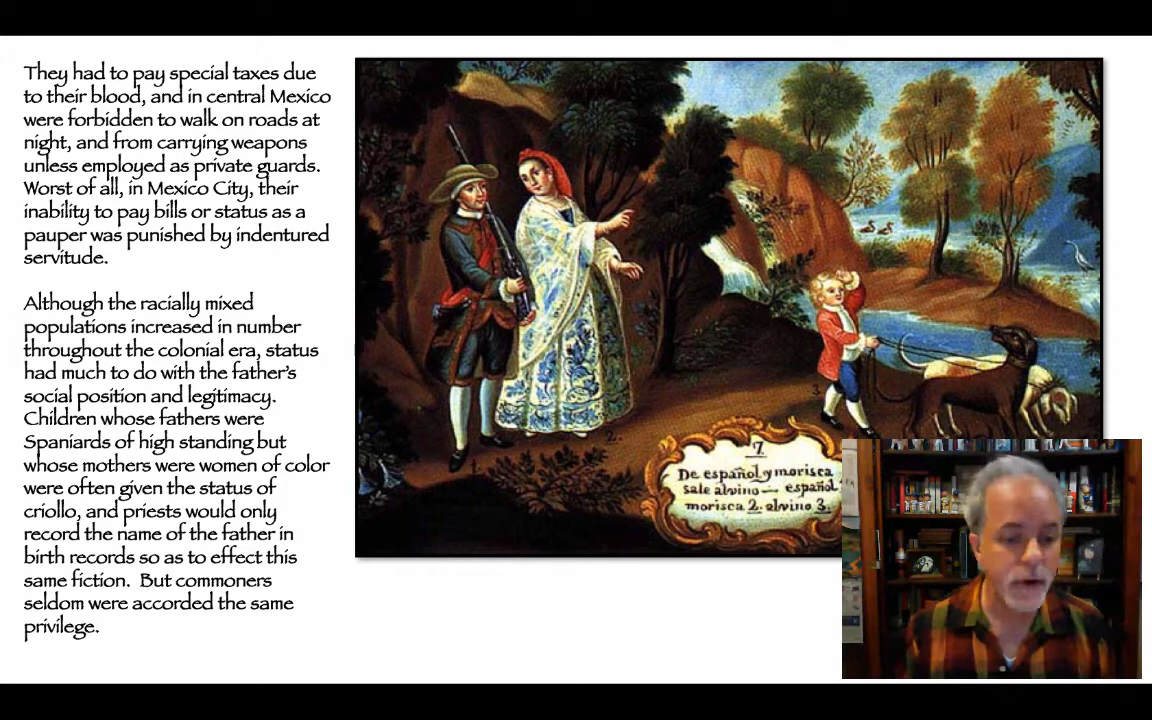 They had to pay special taxes due
to their blood, and in central Mexico
were forbidden to walk on roads at
night, and from carrying weapons
unless employed as private guards.
Worst of all, in Mexico City, their
inability to pay bills or status as a
pauper was punished by indentured
servitude.
Although the racially mixed
populations increased in number
throughout the colonial era, status
had much to do with the father's
social position and legitimacy.
Children whose fathers were
Spaniards of high standing but
whose mothers were women of color
were often given the status of
criollo, and priests would only
record the name of the father in
birth records so as to effect this
same fiction. But commoners
seldom were accorded the same
privilege.
3
2.
1
7.
De español y morisca
sale alvino — español
morisca 2. alvino 3.